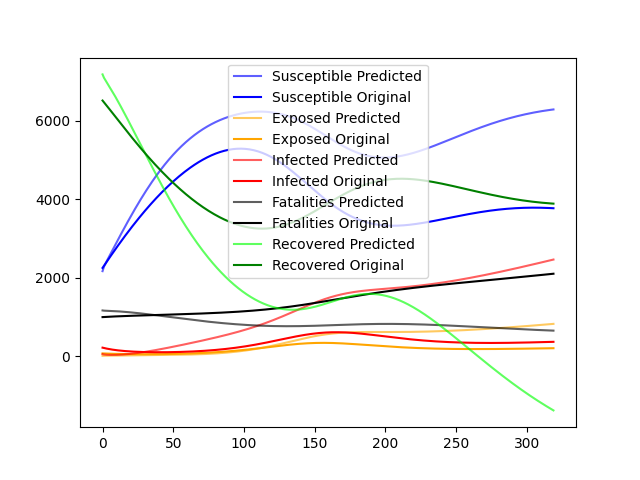 Susceptible Predicted
Susceptible Original
Exposed Predicted
Exposed Original
Infected Predicted
Infected Original
Fatalities Predicted
Fatalities Original
Recovered Predicted
Recovered Original
6000
4000
2000
0
0 50 100 150 200 250 300